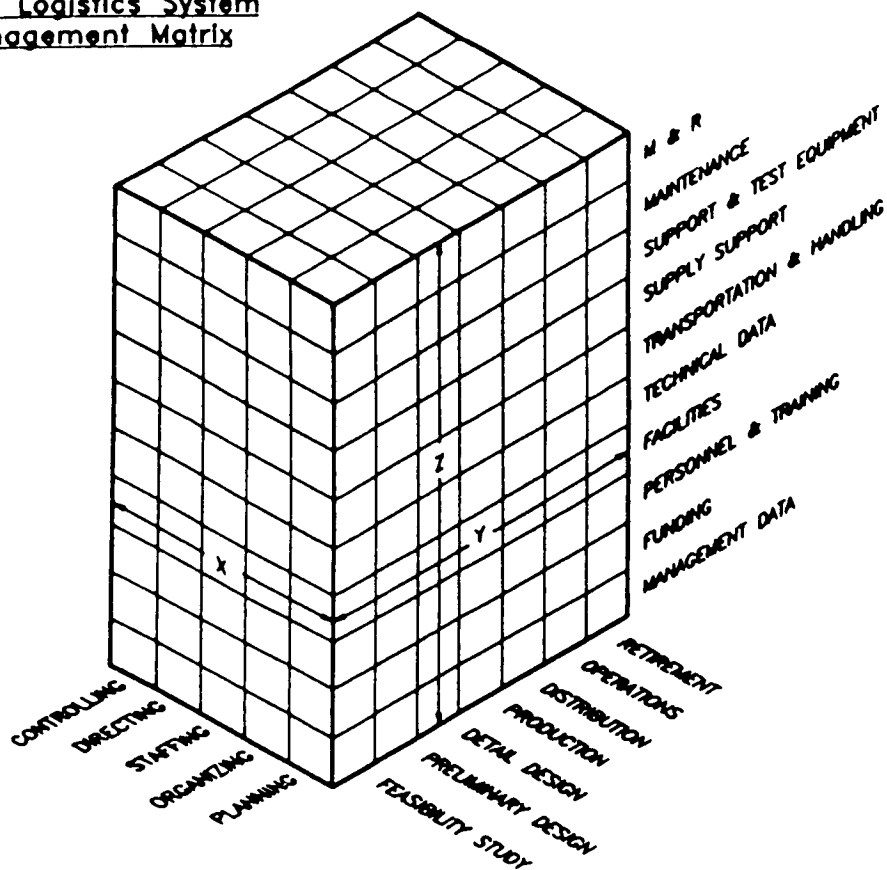 Logistics System
agement Matrix
M & R
MAINTENANCE
SUPPORT & TEST EQUIPMENT
SUPPLY SUPPORT
TRANSPORTATION & HANDLING
TECHNICAL DATA
FACILITIES
PERSONNEL & TRAINING
FUNDING
MANAGEMENT DATA
Z
Y
X
CONTROLLING
DIRECTING
STAFFING
ORGANIZING
PLANNING
RETIREMENT
OPERATIONS
DISTRIBUTION
PRODUCTION
DETAIL DESIGN
PRELIMINARY DESIGN
FEASIBILITY STUDY